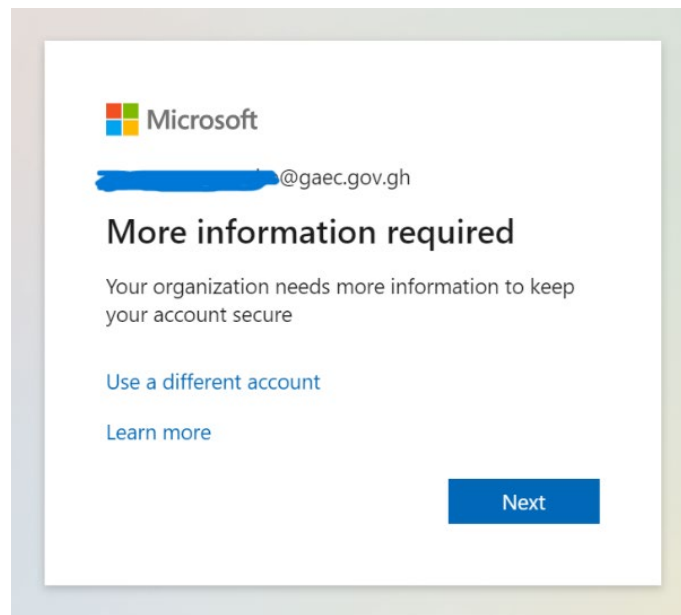 Microsoft
@gaec.gov.gh
More information required
Your organization needs more information to keep
your account secure
Use a different account
Learn more
Next